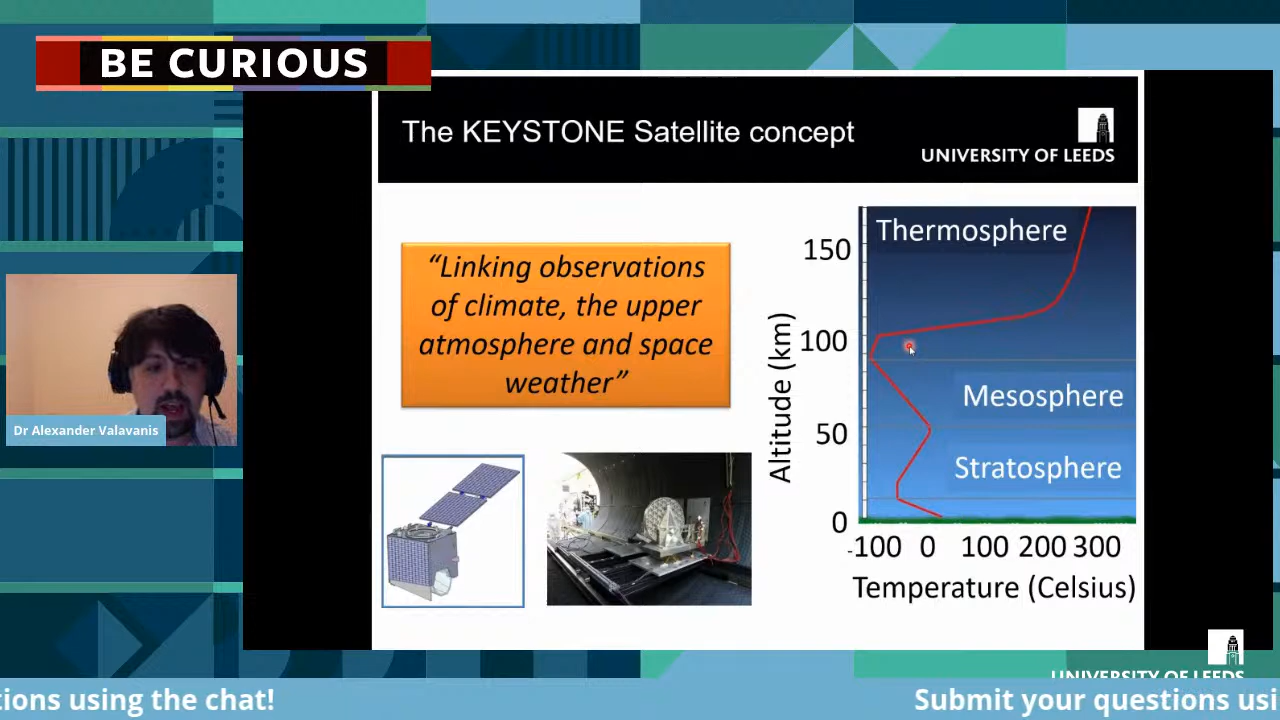 BE CURIOUS
The KEYSTONE Satellite concept
UNIVERSITY OF LEEDS
“Linking observations
of climate, the upper
atmosphere and space
weather”
Thermosphere
Mesosphere
Stratosphere
Altitude (km)
150
100
50
0
-100 0 100 200 300
Temperature (Celsius)
Dr Alexander Valavanis
UNIVERSITY OF LEEDS
tions using the chat!
Submit your questions usi